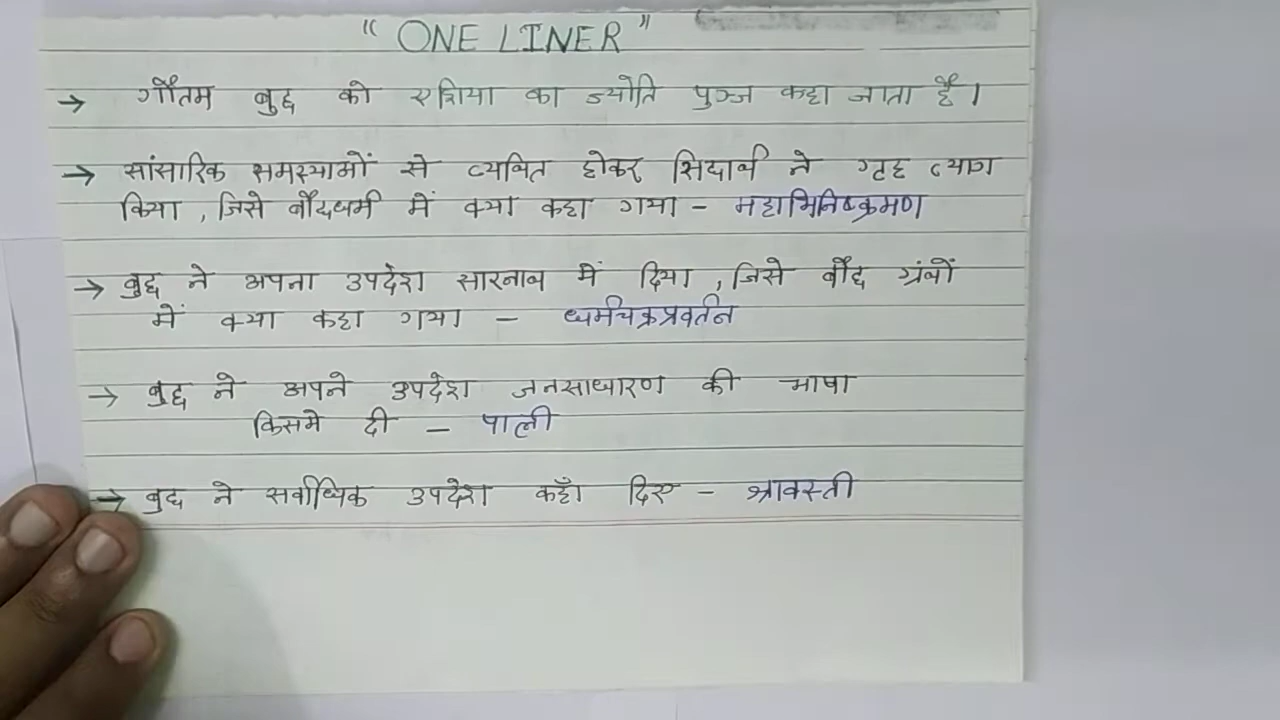 "ONE LINER"
→ गौतम बुद्ध को एशिया का ज्योति पुञ्ज कहा जाता है।
→ सांसारिक समस्याओं से व्यथित होकर सिद्धार्थ ने गृह त्याग
किया, जिसे बौद्धधर्म में क्या कहा गया - महाभिनिष्क्रमण
→ बुद्ध ने अपना उपदेश सारनाथ में दिया, जिसे बौद्ध ग्रंथों
में क्या कहा गया - धर्मचक्रप्रवर्तन
→ बुद्ध ने अपने उपदेश जनसाधारण की भाषा
किसमे दी - पाली
→ बुद्ध ने सर्वाधिक उपदेश कहाँ दिए - श्रावस्ती